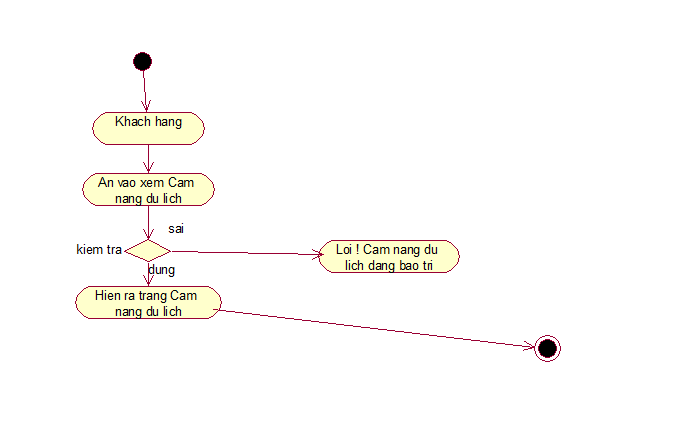 Khach hang
An vao xem Cam
nang du lich
sai
kiem tra
Loi ! Cam nang du
lich dang bao tri
dung
Hien ra trang Cam
nang du lich